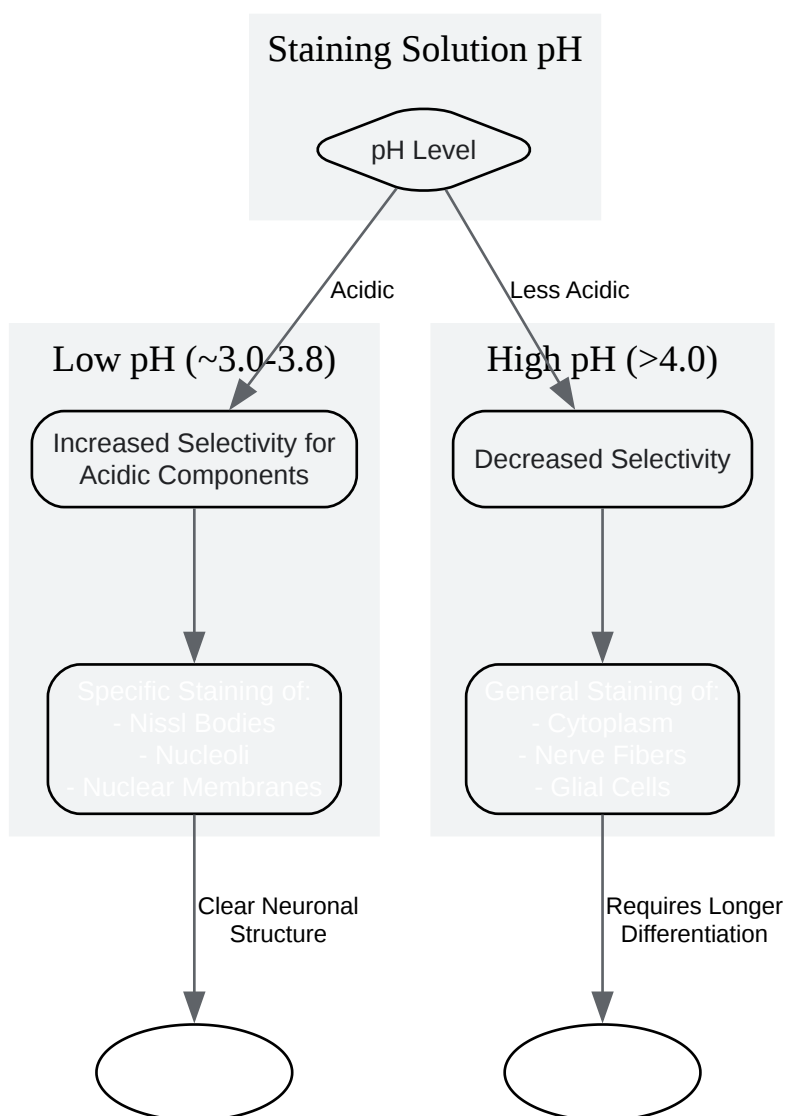 Staining Solution pH
pH Level
Acidic
Less Acidic
Low pH (~3.0-3.8)
High pH (>4.0)
Increased Selectivity for
Acidic Components
Decreased Selectivity
Specific Staining of:
- Nissl Bodies
- Nucleoli
- Nuclear Membranes
General Staining of:
- Cytoplasm
- Nerve Fibers
- Glial Cells
Clear Neuronal
Structure
Requires Longer
Differentiation